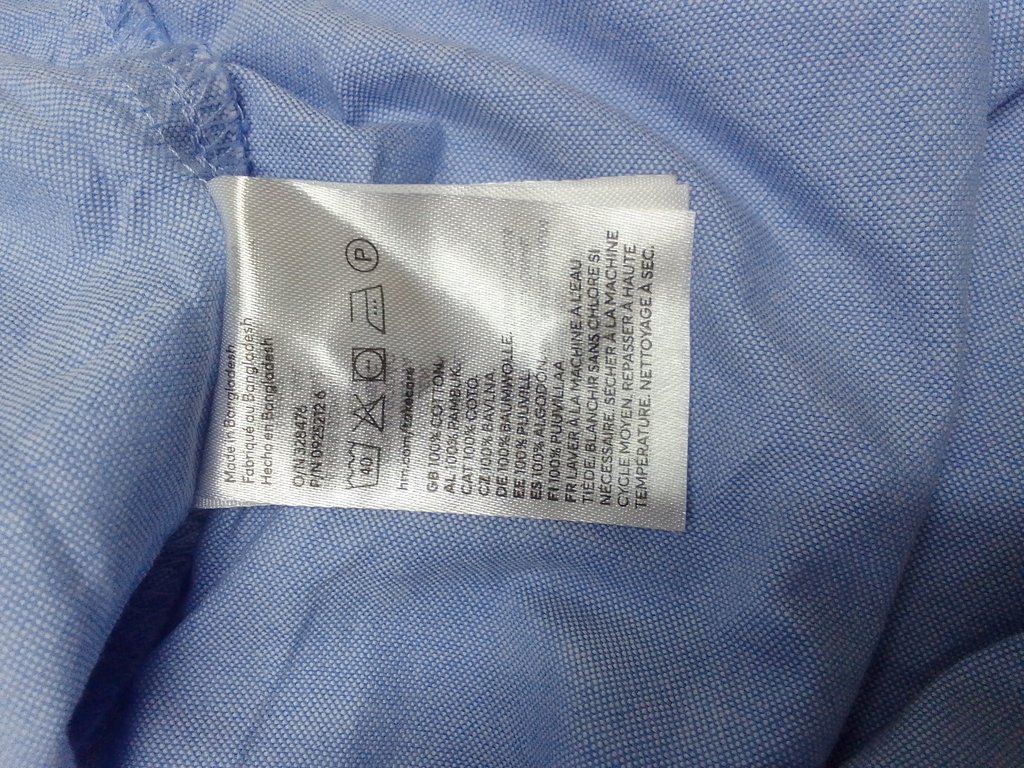 Made in Bangladesh
Fabriqué au Bangladesh
Hecho en Bangladesh
O/N 328476
P/N 0925212 6
40
P
hm.com/takecare
GB 100% COTTON.
AL 100% PAMBUK.
CAT 100% COTÓ.
CZ 100% BAVLNA.
DE 100% BAUMWOLLE.
EE 100% PUUVILL.
ES 100% ALGODÓN.
FI 100% PUUVILLAA
FR LAVER À LA MACHINE À L'EAU
TIÈDE. BLANCHIR SANS CHLORE SI
NÉCESSAIRE. SÉCHER À LA MACHINE
CYCLE MOYEN. REPASSER À HAUTE
TEMPÉRATURE. NETTOYAGE À SEC.